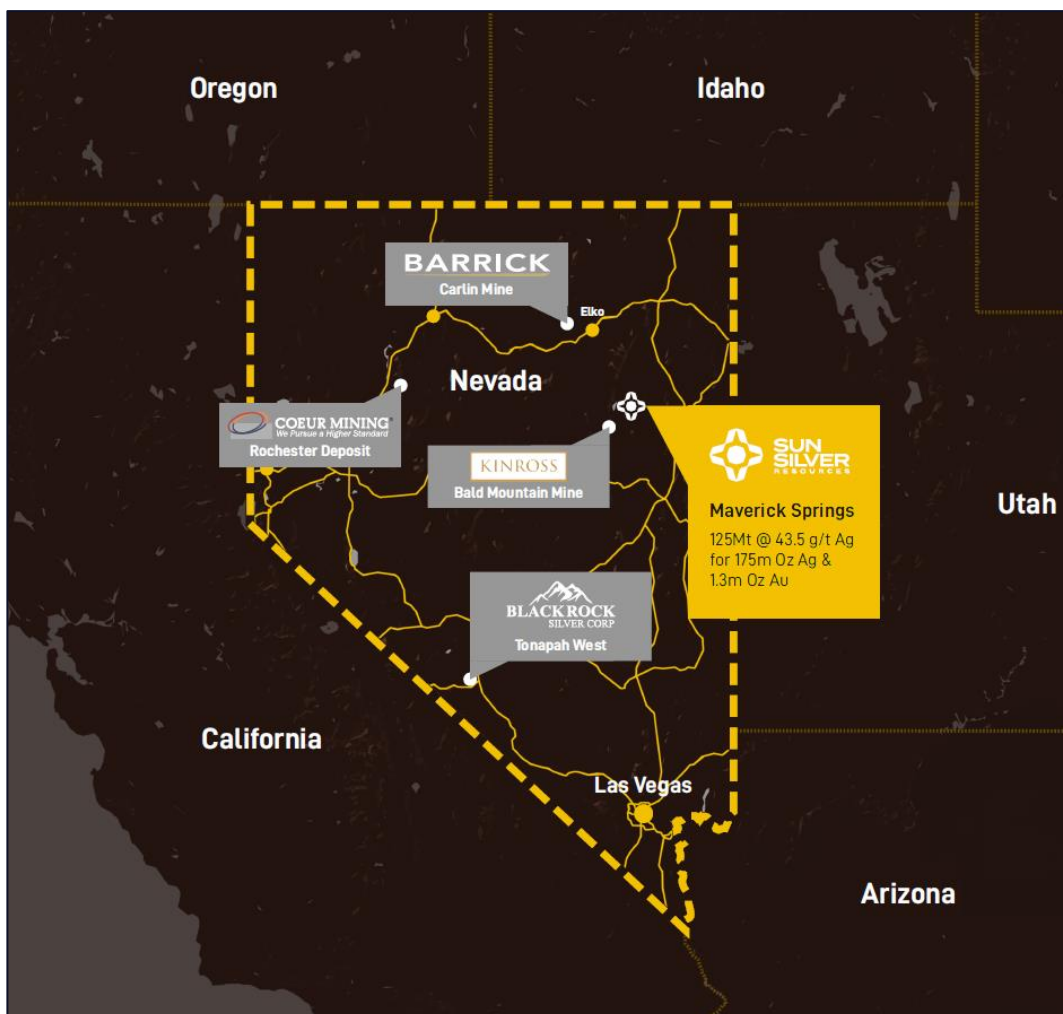 Oregon
Idaho
BARRICK
Carlin Mine
Elko
Nevada
COEUR MINING®
We Pursue a Higher Standard
Rochester Deposit
KINROSS
Bald Mountain Mine
SUN
SILVER
RESOURCES
Maverick Springs
125Mt @ 43.5 g/t Ag
for 175m Oz Ag &
1.3m Oz Au
Utah
BLACKROCK
SILVER CORP
Tonapah West
California
Las Vegas
Arizona